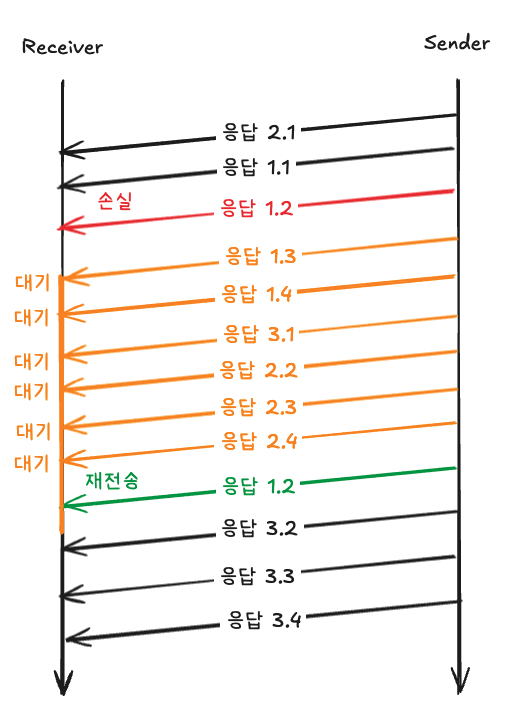 Receiver
Sender
응답 2.1
응답 1.1
손실
응답 1.2
응답 1.3
대기
응답 1.4
대기
응답 3.1
대기
응답 2.2
대기
응답 2.3
대기
응답 2.4
대기
재전송
응답 1.2
응답 3.2
응답 3.3
응답 3.4